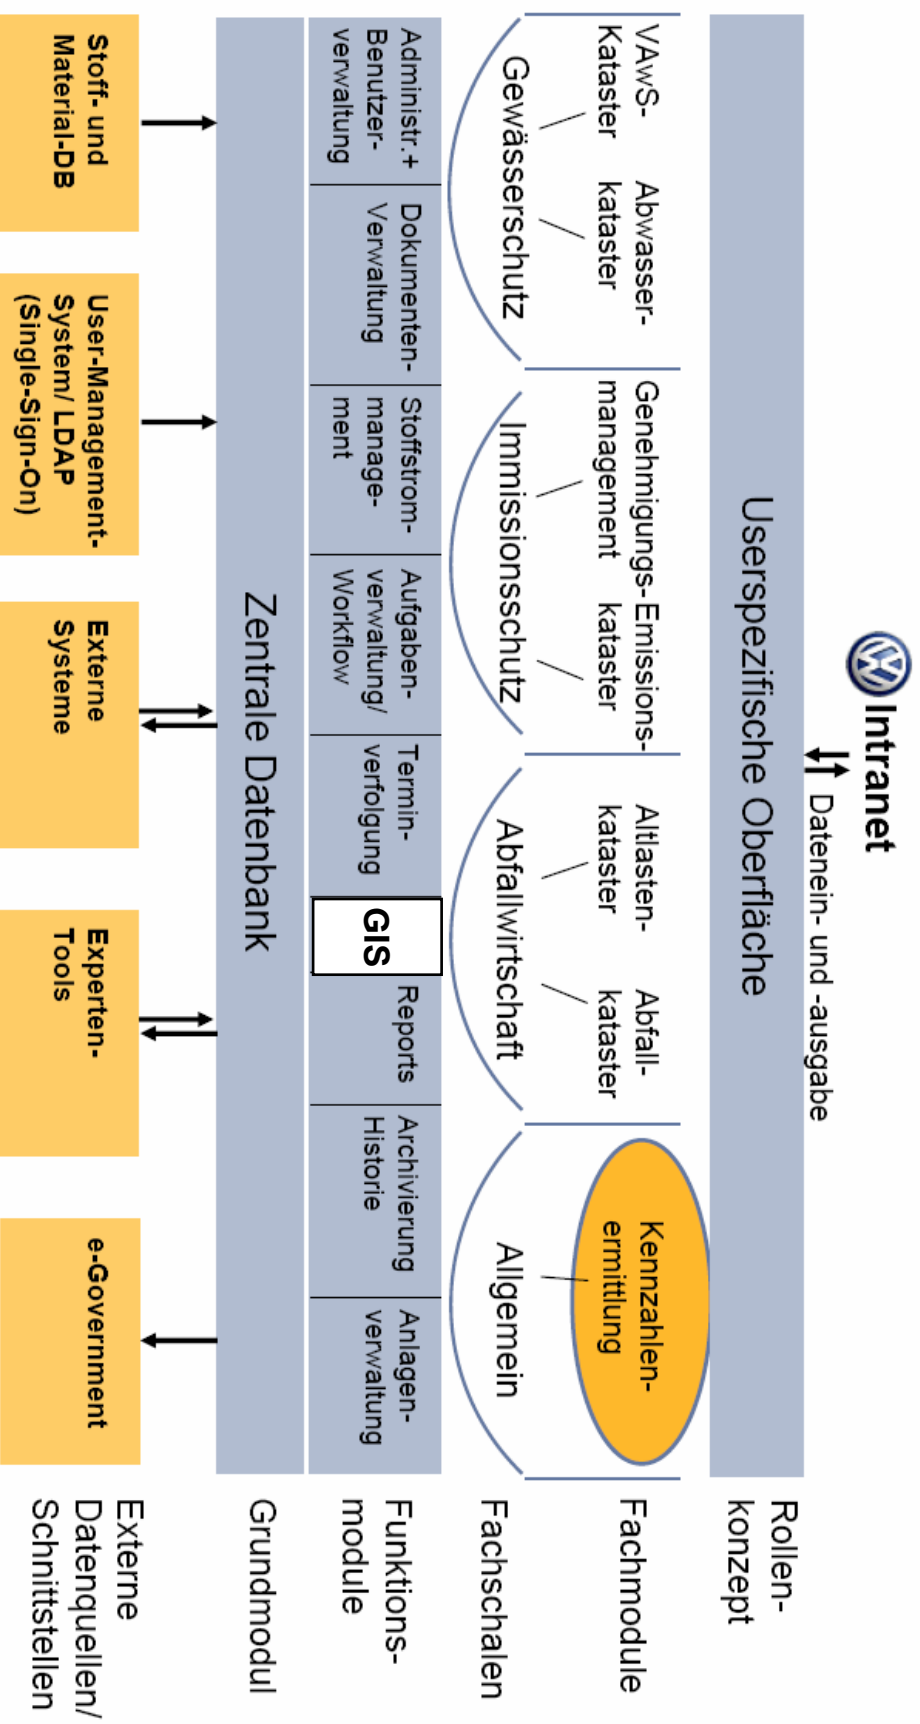 VW Intranet
Datenein- und -ausgabe
Userspezifische Oberfläche
Rollen-
konzept
VAwS-
Kataster
Abwasser-
kataster
Genehmigungs-
management
Emissions-
kataster
Altlasten-
kataster
Abfall-
kataster
Kennzahlen-
ermittlung
Fachmodule
Gewässerschutz
Immissionsschutz
Abfallwirtschaft
Allgemein
Fachschalen
Administr.+
Benutzer-
verwaltung
Dokumenten-
Verwaltung
Stoffstrom-
manage-
ment
Aufgaben-
verwaltung/
Workflow
Termin-
verfolgung
GIS
Reports
Archivierung
Historie
Anlagen-
verwaltung
Funktions-
module
Zentrale Datenbank
Grundmodul
Stoff- und
Material-DB
User-Management-
System/ LDAP
(Single-Sign-On)
Externe
Systeme
Experten-
Tools
e-Government
Externe
Datenquellen/
Schnittstellen